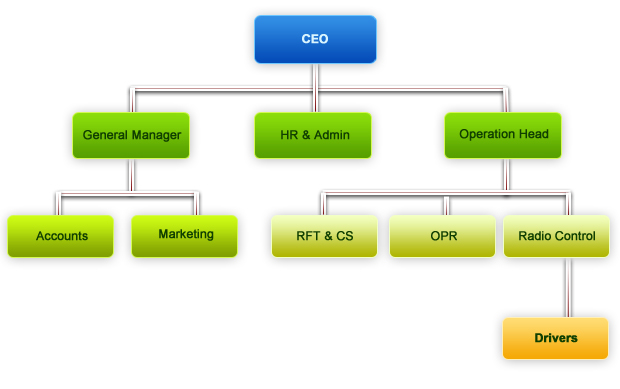 CEO
General Manager
HR & Admin
Operation Head
Accounts
Marketing
RFT & CS
OPR
Radio Control
Drivers